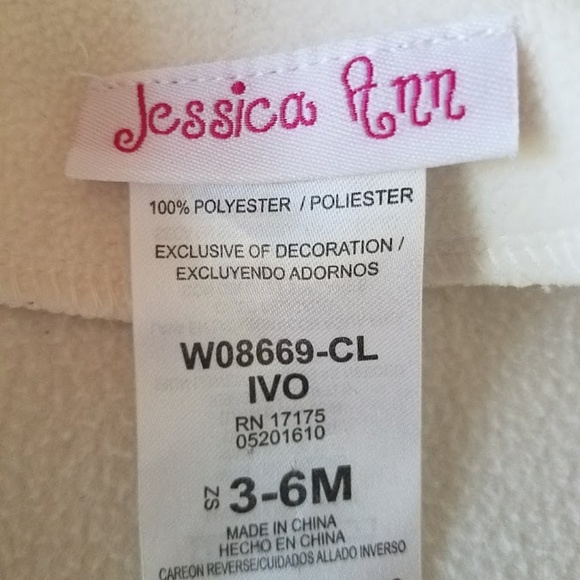 Jessica Ann
100% POLYESTER / POLIESTER
EXCLUSIVE OF DECORATION /
EXCLUYENDO ADORNOS
W08669-CL
IVO
RN 17175
05201610
ZS 3-6M
MADE IN CHINA
HECHO EN CHINA
CAREON REVERSE/CUIDADOS ALLADO INVERSO